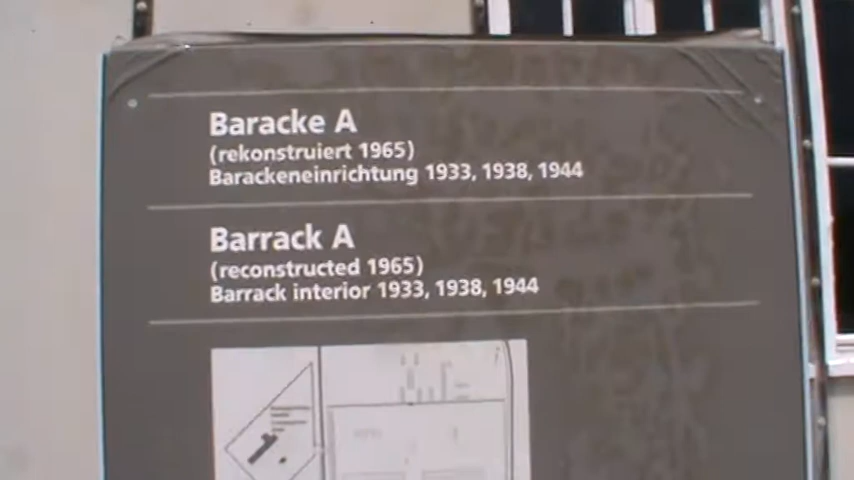 Baracke A
(rekonstruiert 1965)
Barackeneinrichtung 1933, 1938, 1944
Barrack A
(reconstructed 1965)
Barrack interior 1933, 1938, 1944